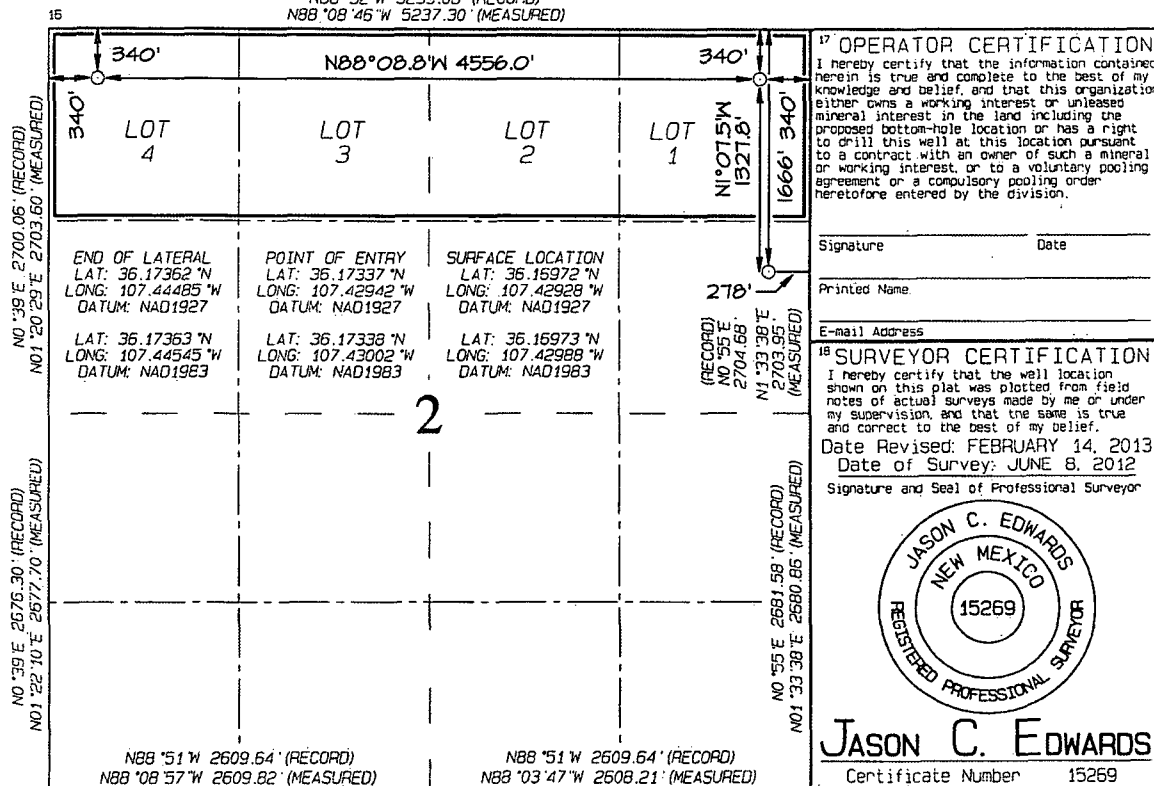 N88°08'46"W 5237.30' (MEASURED)
15
340'
N88°08.8'W 4556.0'
340'
340'
LOT
4
LOT
3
LOT
2
LOT
1
N1°07.5'W
1327.8'
1666'
340'
N0°39'E 2700.06' (RECORD)
N01°20'29"E 2703.60' (MEASURED)
END OF LATERAL
LAT: 36.17362 °N
LONG: 107.44485 °W
DATUM: NAD1927
LAT: 36.17363 °N
LONG: 107.44545 °W
DATUM: NAD1983
POINT OF ENTRY
LAT: 36.17337 °N
LONG: 107.42942 °W
DATUM: NAD1927
LAT: 36.17338 °N
LONG: 107.43002 °W
DATUM: NAD1983
SURFACE LOCATION
LAT: 36.16972 °N
LONG: 107.42928 °W
DATUM: NAD1927
LAT: 36.16973 °N
LONG: 107.42988 °W
DATUM: NAD1983
278'
(RECORD)
N0°55'E
2704.68'
N1°33'38"E
2703.95'
(MEASURED)
2
N0°39'E 2676.30' (RECORD)
N01°22'10"E 2677.70' (MEASURED)
N0°55'E 2681.58' (RECORD)
N01°33'38"E 2680.86' (MEASURED)
N88°51'W 2609.64' (RECORD)
N88°08'57"W 2609.82' (MEASURED)
N88°51'W 2609.64' (RECORD)
N88°03'47"W 2608.21' (MEASURED)
17 OPERATOR CERTIFICATION
I hereby certify that the information contained
herein is true and complete to the best of my
knowledge and belief, and that this organization
either owns a working interest or unleased
mineral interest in the land including the
proposed bottom-hole location or has a right
to drill this well at this location pursuant
to a contract with an owner of such a mineral
or working interest, or to a voluntary pooling
agreement or a compulsory pooling order
heretofore entered by the division.
Signature Date
Printed Name
E-mail Address
18 SURVEYOR CERTIFICATION
I hereby certify that the well location
shown on this plat was plotted from field
notes of actual surveys made by me or under
my supervision, and that the same is true
and correct to the best of my belief.
Date Revised: FEBRUARY 14, 2013
Date of Survey: JUNE 8, 2012
Signature and Seal of Professional Surveyor
JASON C. EDWARDS
NEW MEXICO
15269
REGISTERED PROFESSIONAL SURVEYOR
JASON C. EDWARDS
Certificate Number 15269